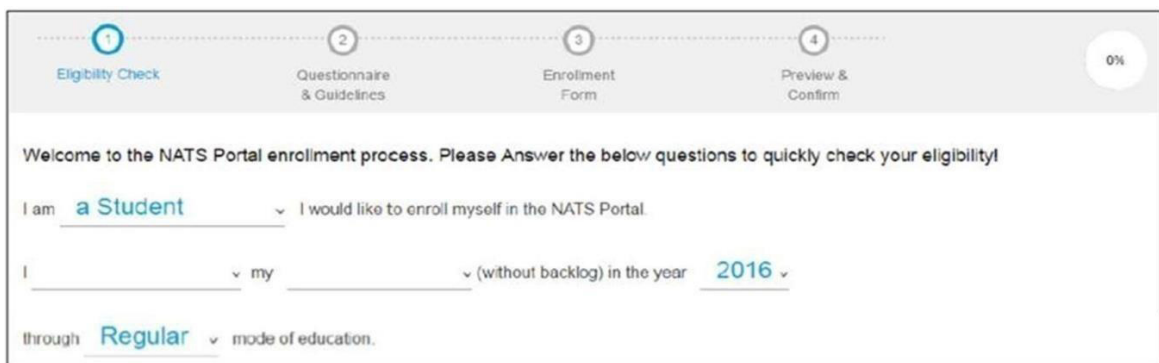 1 2 3 4
Eligibility Check Questionnaire Enrollment Preview &
& Guidelines Form Confirm
0%
Welcome to the NATS Portal enrollment process. Please Answer the below questions to quickly check your eligibility!
I am a Student I would like to enroll myself in the NATS Portal.
I my (without backlog) in the year 2016
through Regular mode of education.